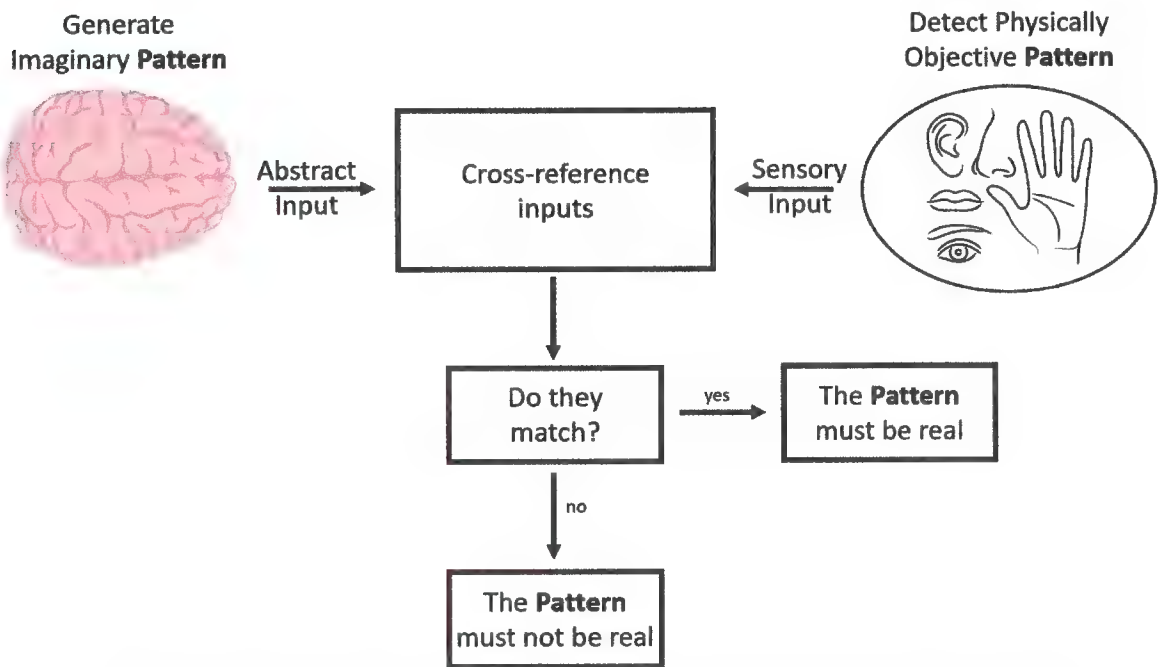 Generate
Imaginary Pattern
Detect Physically
Objective Pattern
Abstract
Input
Cross-reference
inputs
Sensory
Input
Do they
match?
yes
The Pattern
must be real
no
The Pattern
must not be real